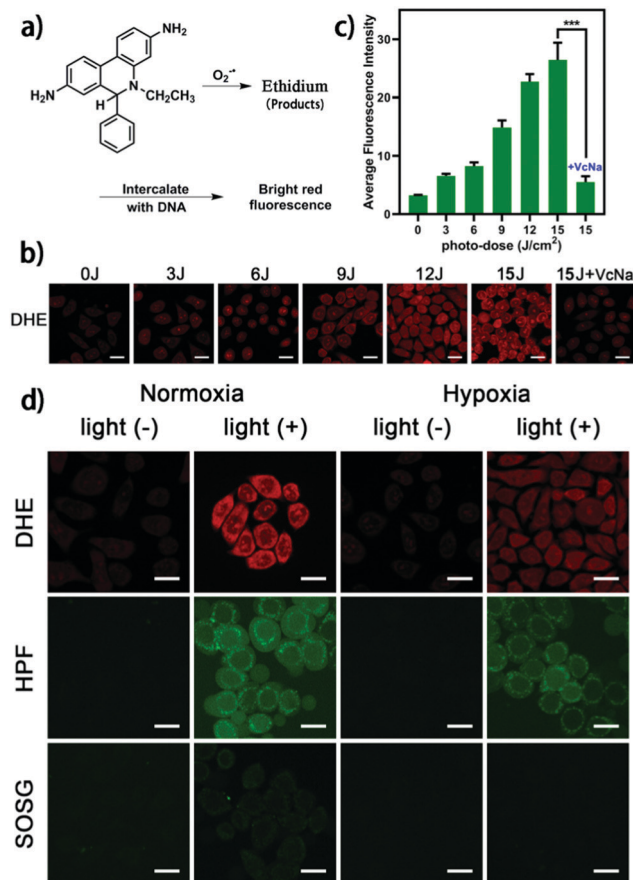 a)
NH₂
H₂N
N—CH₂CH₃
H
O₂⁻•
Ethidium
(Products)
Intercalate
with DNA
Bright red
fluorescence
c)
Average Fluorescence Intensity
30
20
10
0
***
+VcNa
0 3 6 9 12 15 15
photo-dose (J/cm²)
b)
0J 3J 6J 9J 12J 15J 15J+VcNa
DHE
d)
Normoxia Hypoxia
light (-) light (+) light (-) light (+)
DHE
HPF
SOSG